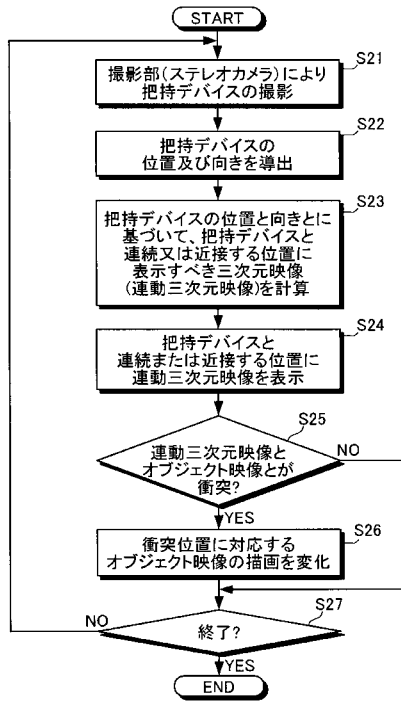 START
S21
撮影部(ステレオカメラ)により
把持デバイスの撮影
S22
把持デバイスの
位置及び向きを導出
S23
把持デバイスの位置と向きとに
基づいて、把持デバイスと
連続又は近接する位置に
表示すべき三次元映像
(連動三次元映像)を計算
S24
把持デバイスと
連続または近接する位置に
連動三次元映像を表示
S25
連動三次元映像と
オブジェクト映像とが
衝突?
NO
YES
S26
衝突位置に対応する
オブジェクト映像の描画を変化
S27
終了?
NO
YES
END